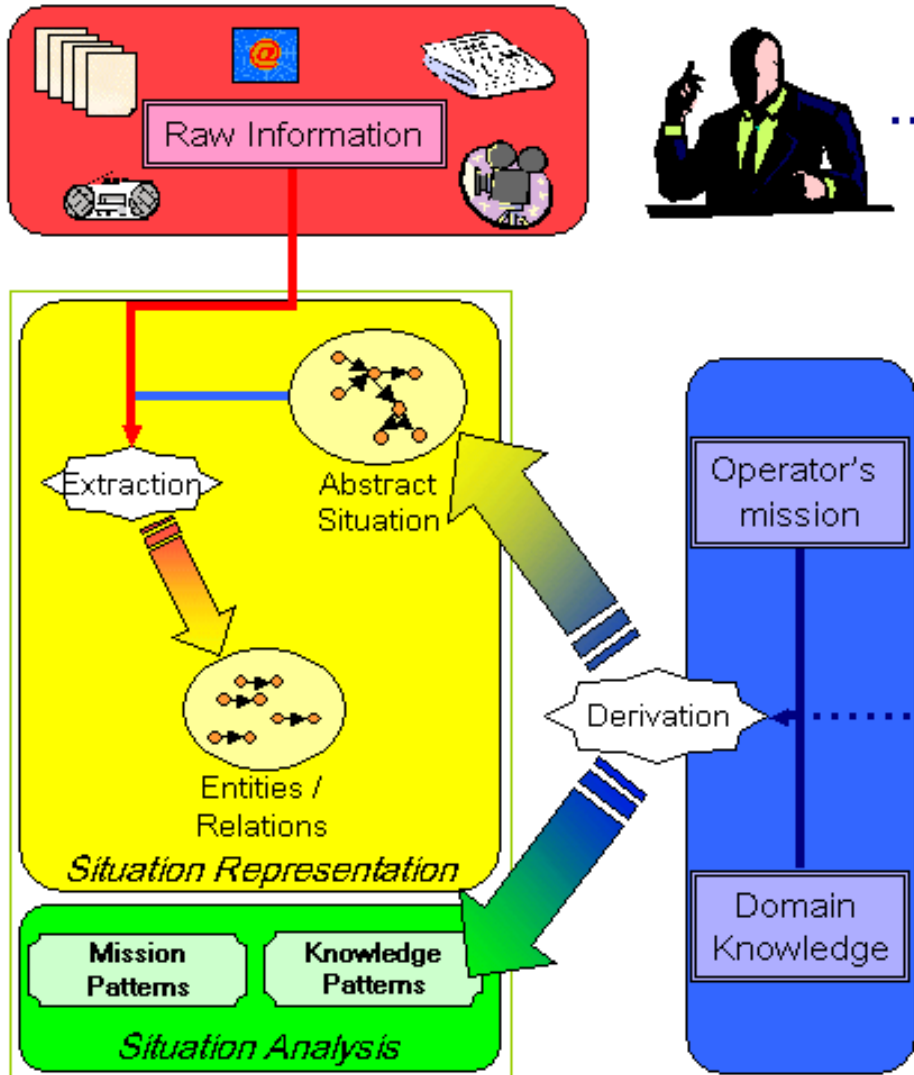 @
Raw Information
Extraction
Abstract
Situation
Operator's
mission
Derivation
Entities /
Relations
Situation Representation
Domain
Knowledge
Mission
Patterns
Knowledge
Patterns
Situation Analysis